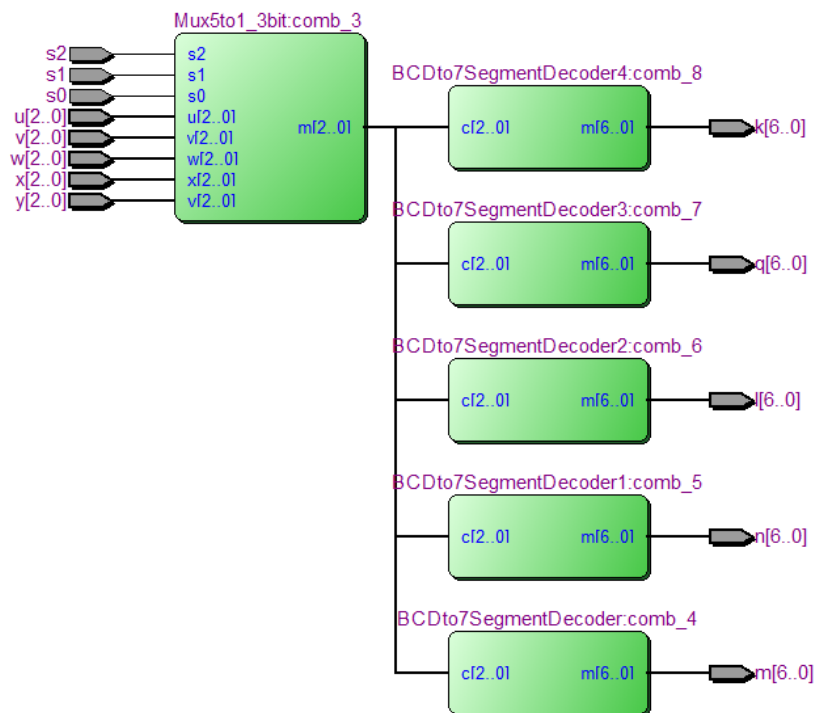 Mux5to1_3bit:comb_3
s2
s1
s0
u[2..0]
v[2..0]
w[2..0]
x[2..0]
y[2..0]
s2
s1
s0
u[2..0]
v[2..0]
w[2..0]
x[2..0]
v[2..0]
m[2..0]
BCDto7SegmentDecoder4:comb_8
c[2..0] m[6..0] k[6..0]
BCDto7SegmentDecoder3:comb_7
c[2..0] m[6..0] q[6..0]
BCDto7SegmentDecoder2:comb_6
c[2..0] m[6..0] l[6..0]
BCDto7SegmentDecoder1:comb_5
c[2..0] m[6..0] n[6..0]
BCDto7SegmentDecoder:comb_4
c[2..0] m[6..0] m[6..0]